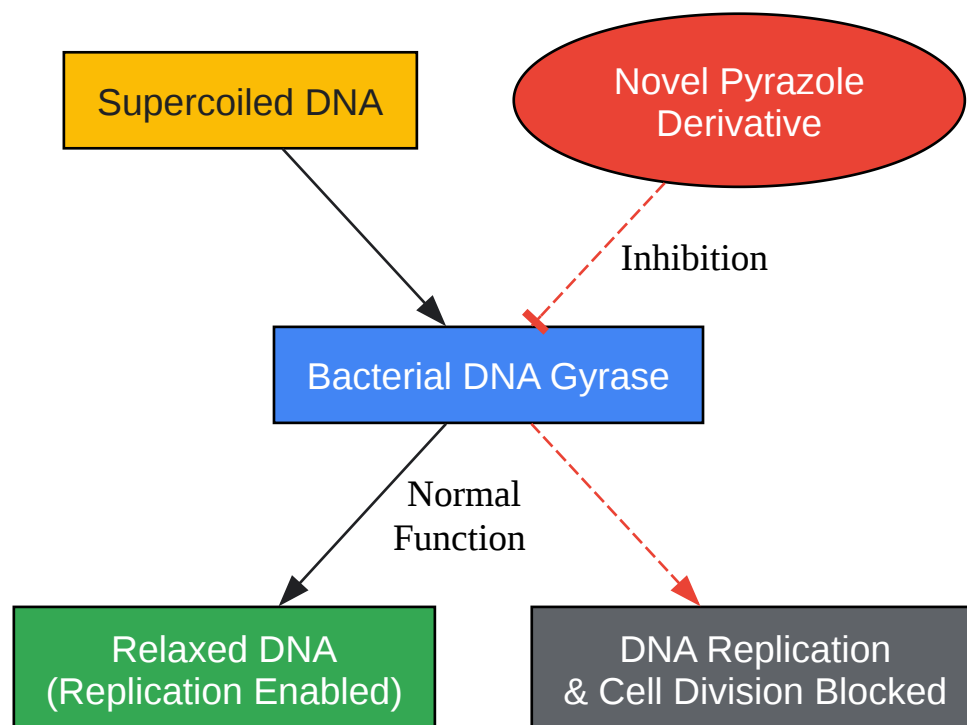 Supercoiled DNA
Novel Pyrazole
Derivative
Inhibition
Bacterial DNA Gyrase
Normal
Function
Relaxed DNA
(Replication Enabled)
DNA Replication
& Cell Division Blocked